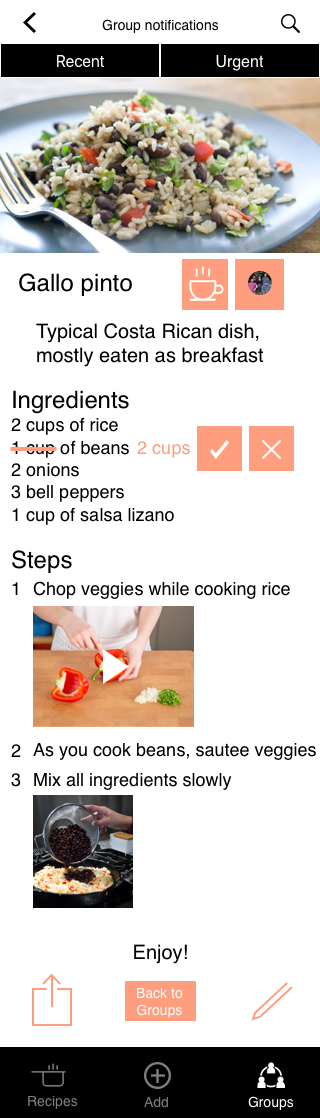 Group notifications
Recent
Urgent
Gallo pinto
Typical Costa Rican dish,
mostly eaten as breakfast
Ingredients
2 cups of rice
1 cup of beans 2 cups
2 onions
3 bell peppers
1 cup of salsa lizano
Steps
1 Chop veggies while cooking rice
2 As you cook beans, sautee veggies
3 Mix all ingredients slowly
Enjoy!
Back to
Groups
Recipes
Add
Groups